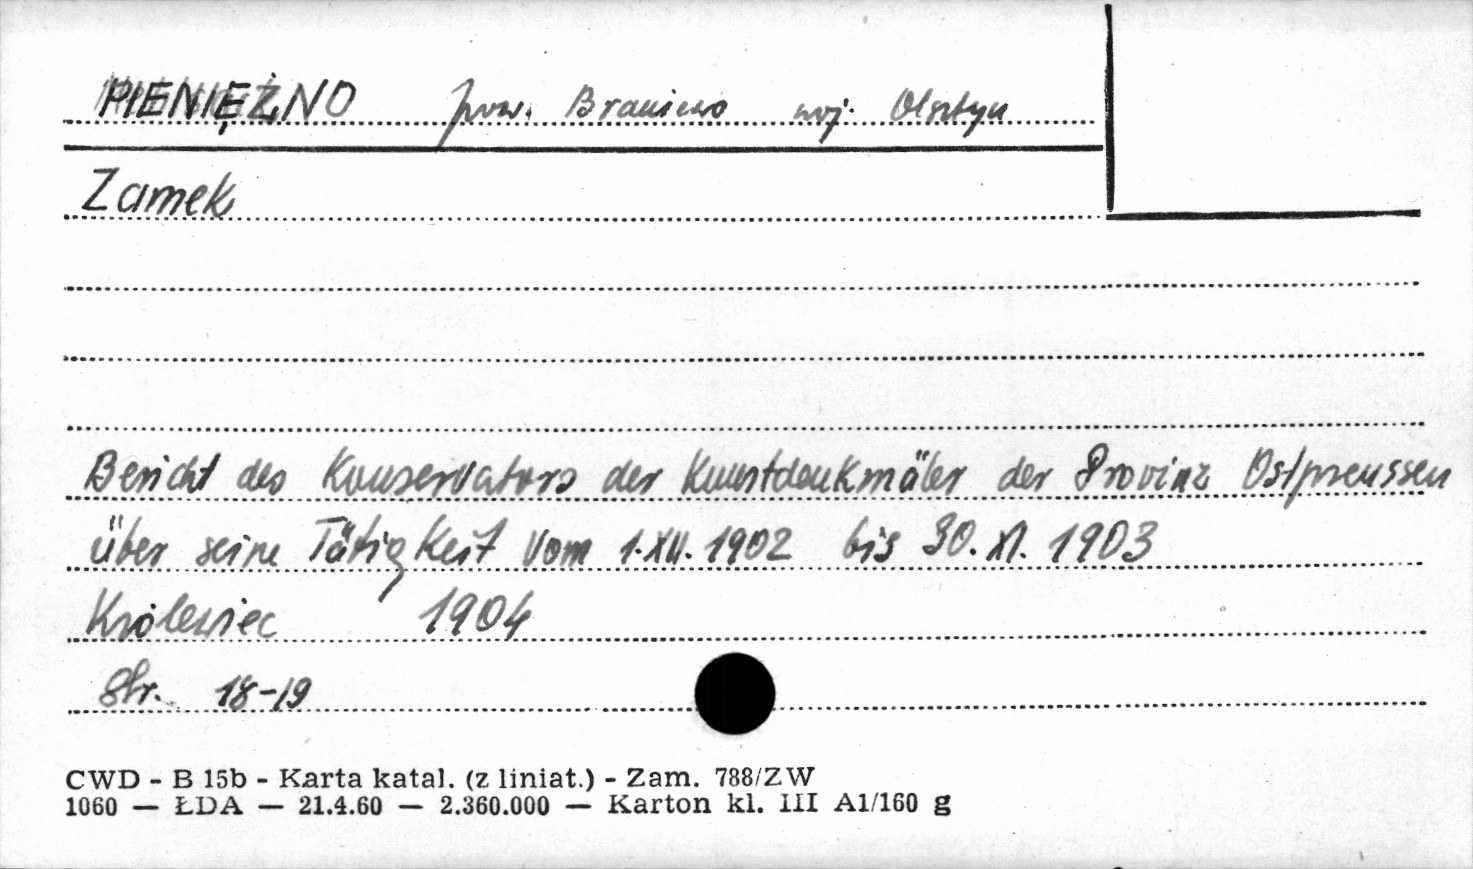 PIENIĘŻNO pow. Braniewo woj. Olsztyn
Zamek
Bericht des Konservators der Kunstdenkmäler der Provinz Ostpreussen
über seine Tätigkeit vom 1.XII.1902 bis 30.XI.1903
Królewiec 1904
Str. 18-19
CWD - B 15b - Karta katal. (z liniat.) - Zam. 788/ZW
1060 — ŁDA — 21.4.60 — 2.360.000 — Karton kl. III A1/160 g